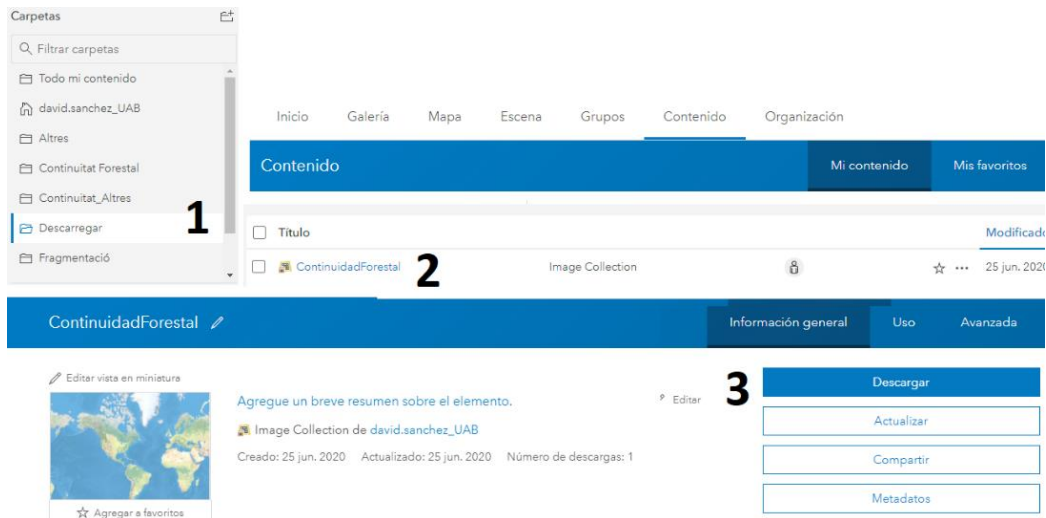 Carpetas
Filtrar carpetas
Todo mi contenido
david.sanchez_UAB
Altres
Continuitat Forestal
Continuitat_Altres
Descarregar
1
Fragmentació
Inicio Galería Mapa Escena Grupos Contenido Organización
Contenido Mi contenido Mis favoritos
Título Modificado
ContinuidadForestal 2 Image Collection 25 jun. 2020
ContinuidadForestal Información general Uso Avanzada
Editar vista en miniatura
Agregue un breve resumen sobre el elemento. Editar 3 Descargar
Image Collection de david.sanchez_UAB Actualizar
Creado: 25 jun. 2020 Actualizado: 25 jun. 2020 Número de descargas: 1 Compartir
Metadatos
Agregar a favoritos